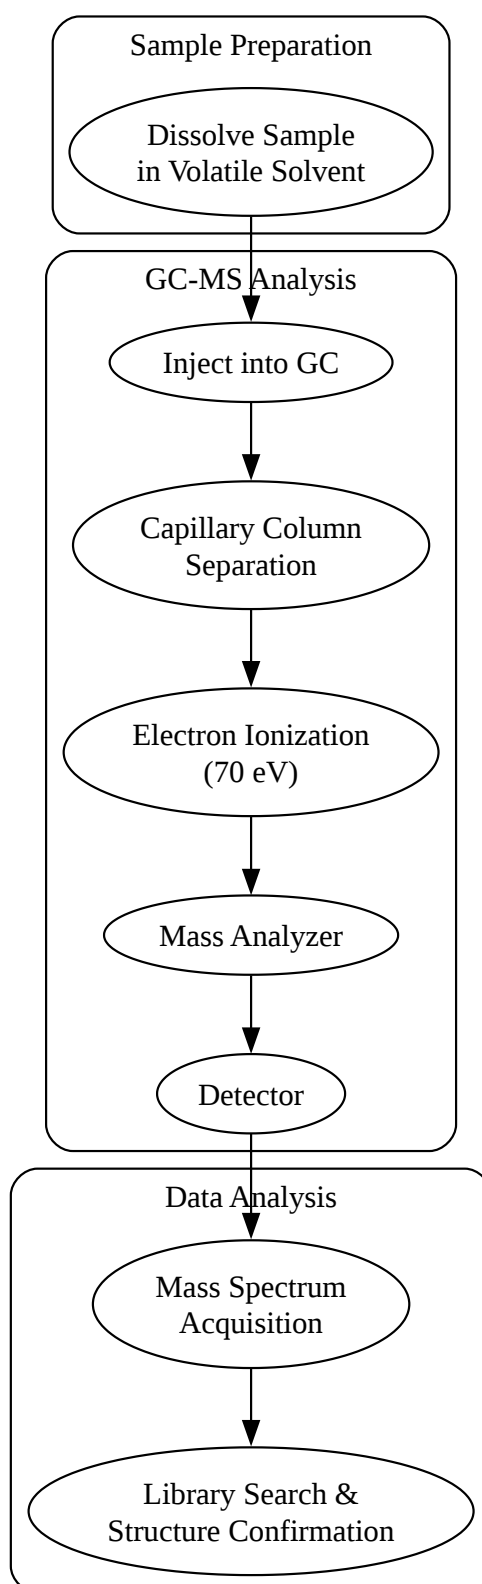 Sample Preparation
Dissolve Sample
in Volatile Solvent
GC-MS Analysis
Inject into GC
Capillary Column
Separation
Electron Ionization
(70 eV)
Mass Analyzer
Detector
Data Analysis
Mass Spectrum
Acquisition
Library Search &
Structure Confirmation